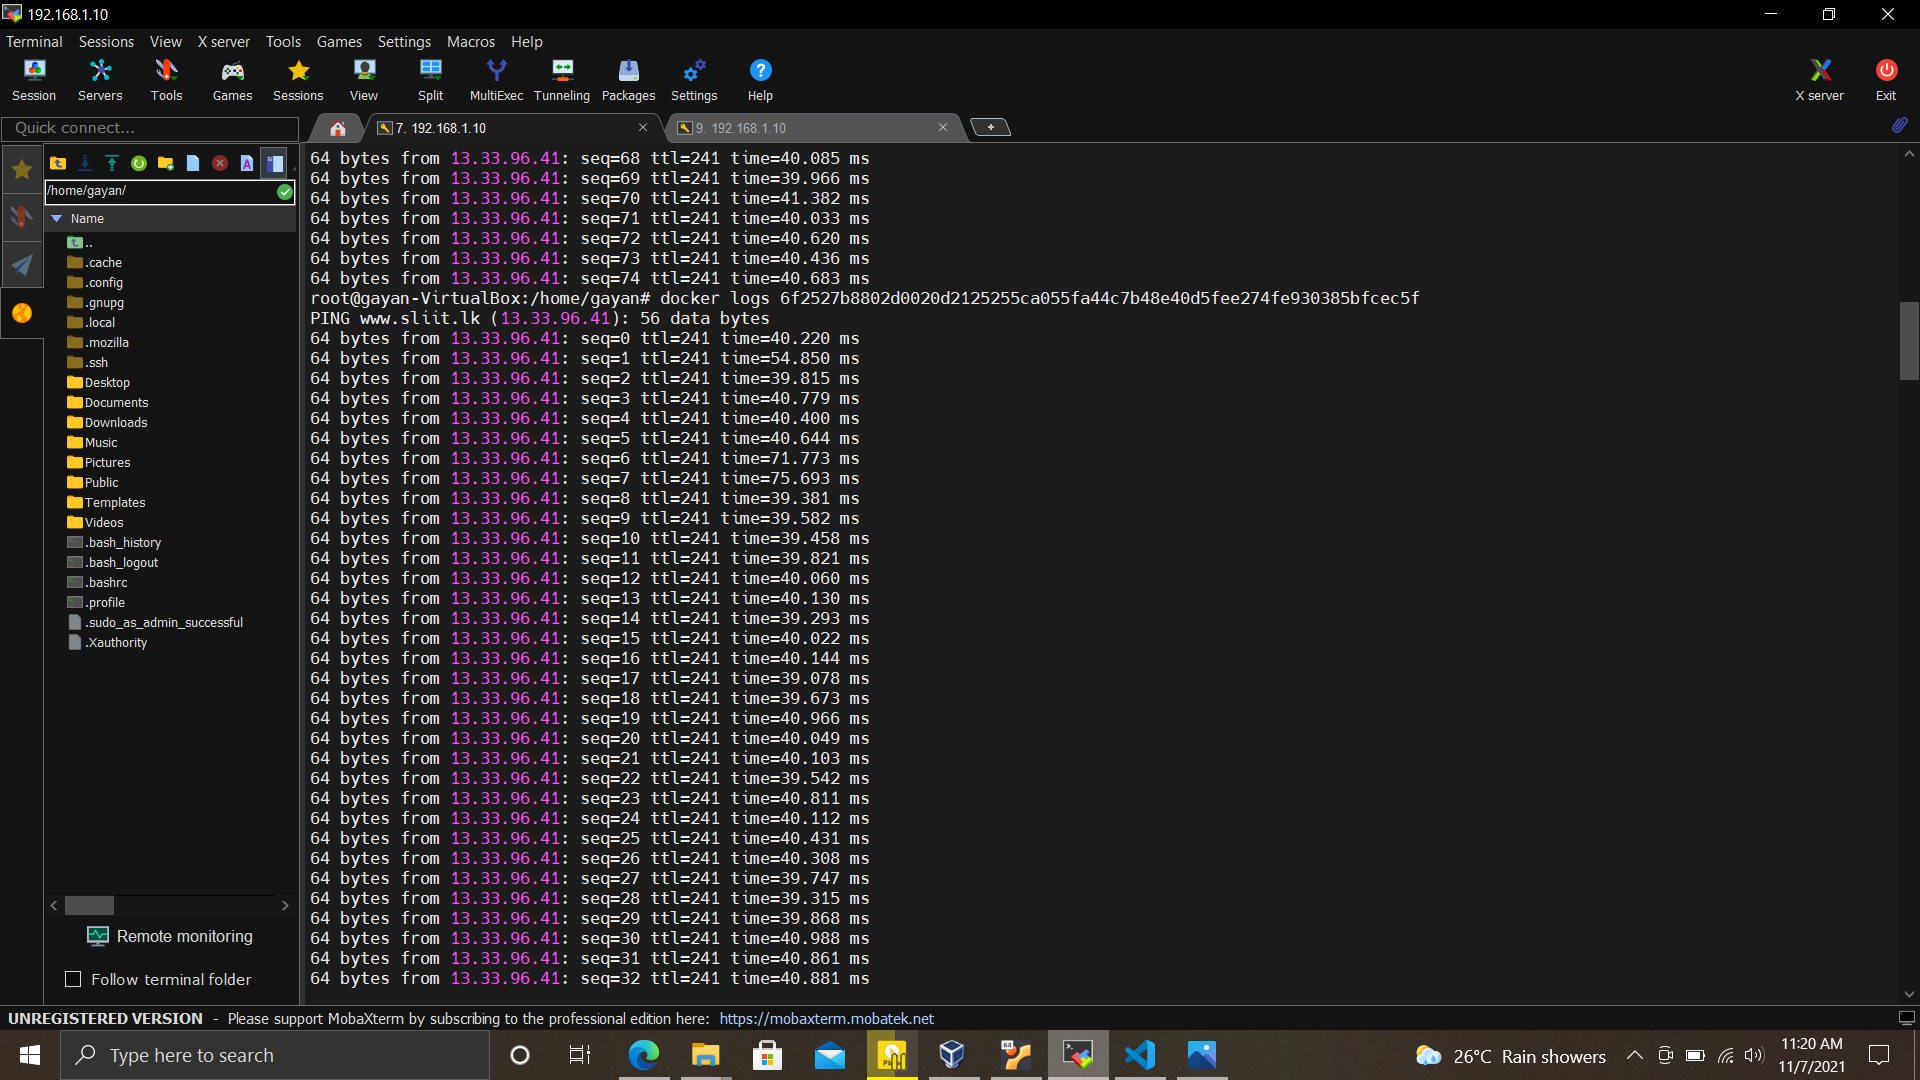 192.168.1.10
Terminal Sessions View X server Tools Games Settings Macros Help
Session Servers Tools Games Sessions View Split MultiExec Tunneling Packages Settings Help X server Exit
Quick connect...
7. 192.168.1.10
9. 192.168.1.10
/home/gayan/
Name
..
.cache
.config
.gnupg
.local
.mozilla
.ssh
Desktop
Documents
Downloads
Music
Pictures
Public
Templates
Videos
.bash_history
.bash_logout
.bashrc
.profile
.sudo_as_admin_successful
.Xauthority
Remote monitoring
Follow terminal folder
64 bytes from 13.33.96.41: seq=68 ttl=241 time=40.085 ms
64 bytes from 13.33.96.41: seq=69 ttl=241 time=39.966 ms
64 bytes from 13.33.96.41: seq=70 ttl=241 time=41.382 ms
64 bytes from 13.33.96.41: seq=71 ttl=241 time=40.033 ms
64 bytes from 13.33.96.41: seq=72 ttl=241 time=40.620 ms
64 bytes from 13.33.96.41: seq=73 ttl=241 time=40.436 ms
64 bytes from 13.33.96.41: seq=74 ttl=241 time=40.683 ms
root@gayan-VirtualBox:/home/gayan# docker logs 6f2527b8802d0020d2125255ca055fa44c7b48e40d5fee274fe930385bfcec5f
PING www.sliit.lk (13.33.96.41): 56 data bytes
64 bytes from 13.33.96.41: seq=0 ttl=241 time=40.220 ms
64 bytes from 13.33.96.41: seq=1 ttl=241 time=54.850 ms
64 bytes from 13.33.96.41: seq=2 ttl=241 time=39.815 ms
64 bytes from 13.33.96.41: seq=3 ttl=241 time=40.779 ms
64 bytes from 13.33.96.41: seq=4 ttl=241 time=40.400 ms
64 bytes from 13.33.96.41: seq=5 ttl=241 time=40.644 ms
64 bytes from 13.33.96.41: seq=6 ttl=241 time=71.773 ms
64 bytes from 13.33.96.41: seq=7 ttl=241 time=75.693 ms
64 bytes from 13.33.96.41: seq=8 ttl=241 time=39.381 ms
64 bytes from 13.33.96.41: seq=9 ttl=241 time=39.582 ms
64 bytes from 13.33.96.41: seq=10 ttl=241 time=39.458 ms
64 bytes from 13.33.96.41: seq=11 ttl=241 time=39.821 ms
64 bytes from 13.33.96.41: seq=12 ttl=241 time=40.060 ms
64 bytes from 13.33.96.41: seq=13 ttl=241 time=40.130 ms
64 bytes from 13.33.96.41: seq=14 ttl=241 time=39.293 ms
64 bytes from 13.33.96.41: seq=15 ttl=241 time=40.022 ms
64 bytes from 13.33.96.41: seq=16 ttl=241 time=40.144 ms
64 bytes from 13.33.96.41: seq=17 ttl=241 time=39.078 ms
64 bytes from 13.33.96.41: seq=18 ttl=241 time=39.673 ms
64 bytes from 13.33.96.41: seq=19 ttl=241 time=40.966 ms
64 bytes from 13.33.96.41: seq=20 ttl=241 time=40.049 ms
64 bytes from 13.33.96.41: seq=21 ttl=241 time=40.103 ms
64 bytes from 13.33.96.41: seq=22 ttl=241 time=39.542 ms
64 bytes from 13.33.96.41: seq=23 ttl=241 time=40.811 ms
64 bytes from 13.33.96.41: seq=24 ttl=241 time=40.112 ms
64 bytes from 13.33.96.41: seq=25 ttl=241 time=40.431 ms
64 bytes from 13.33.96.41: seq=26 ttl=241 time=40.308 ms
64 bytes from 13.33.96.41: seq=27 ttl=241 time=39.747 ms
64 bytes from 13.33.96.41: seq=28 ttl=241 time=39.315 ms
64 bytes from 13.33.96.41: seq=29 ttl=241 time=39.868 ms
64 bytes from 13.33.96.41: seq=30 ttl=241 time=40.988 ms
64 bytes from 13.33.96.41: seq=31 ttl=241 time=40.861 ms
64 bytes from 13.33.96.41: seq=32 ttl=241 time=40.881 ms
UNREGISTERED VERSION - Please support MobaXterm by subscribing to the professional edition here: https://mobaxterm.mobatek.net
Type here to search
26°C Rain showers
11:20 AM
11/7/2021